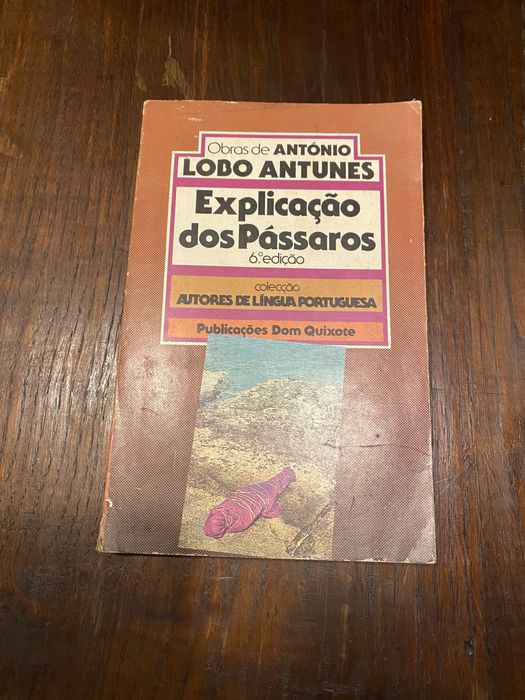 Obras de ANTÓNIO
LOBO ANTUNES
Explicação
dos Pássaros
6.ª edição
colecção
AUTORES DE LÍNGUA PORTUGUESA
Publicações Dom Quixote